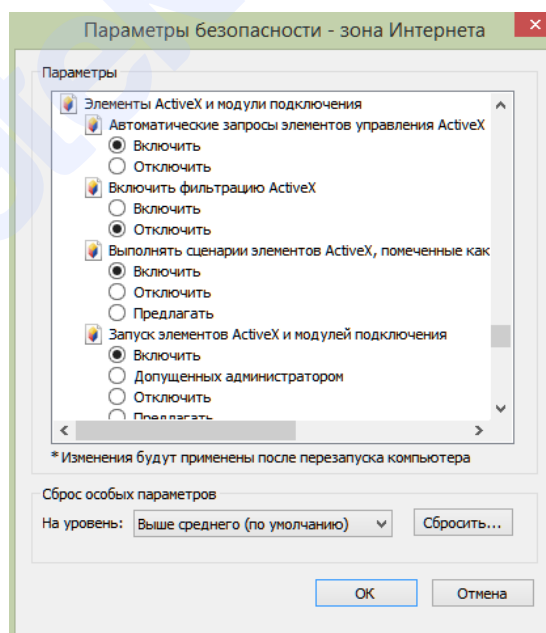 Параметры безопасности - зона Интернета
Параметры
Элементы ActiveX и модули подключения
Автоматические запросы элементов управления ActiveX
Включить
Отключить
Включить фильтрацию ActiveX
Включить
Отключить
Выполнять сценарии элементов ActiveX, помеченные как
Включить
Отключить
Предлагать
Запуск элементов ActiveX и модулей подключения
Включить
Допущенных администратором
Отключить
Предлагать
* Изменения будут применены после перезапуска компьютера
Сброс особых параметров
На уровень: Выше среднего (по умолчанию) Сбросить...
ОК Отмена